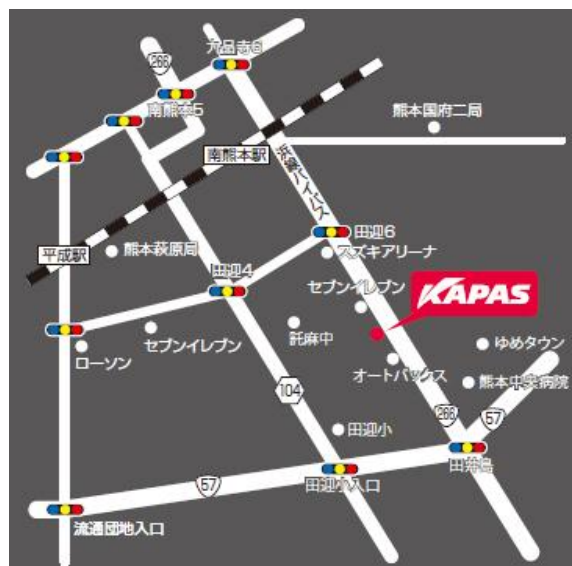 九品寺6
266
南熊本5
熊本国府二局
南熊本駅
浜線バイパス
平成駅
熊本萩原局
田迎6
スズキアリーナ
田迎4
セブンイレブン
KAPAS
ローソン
セブンイレブン
託麻中
ゆめタウン
オートバックス
熊本中央病院
104
266
57
田迎小
田井島
57
田迎小入口
流通団地入口